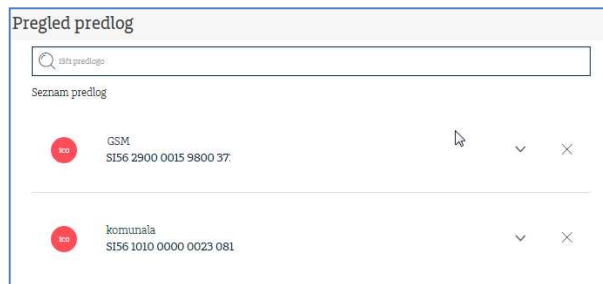 Pregled predlog
Išči predlogo
Seznam predlog
ico
GSM
SI56 2900 0015 9800 37
ico
komunala
SI56 1010 0000 0023 081